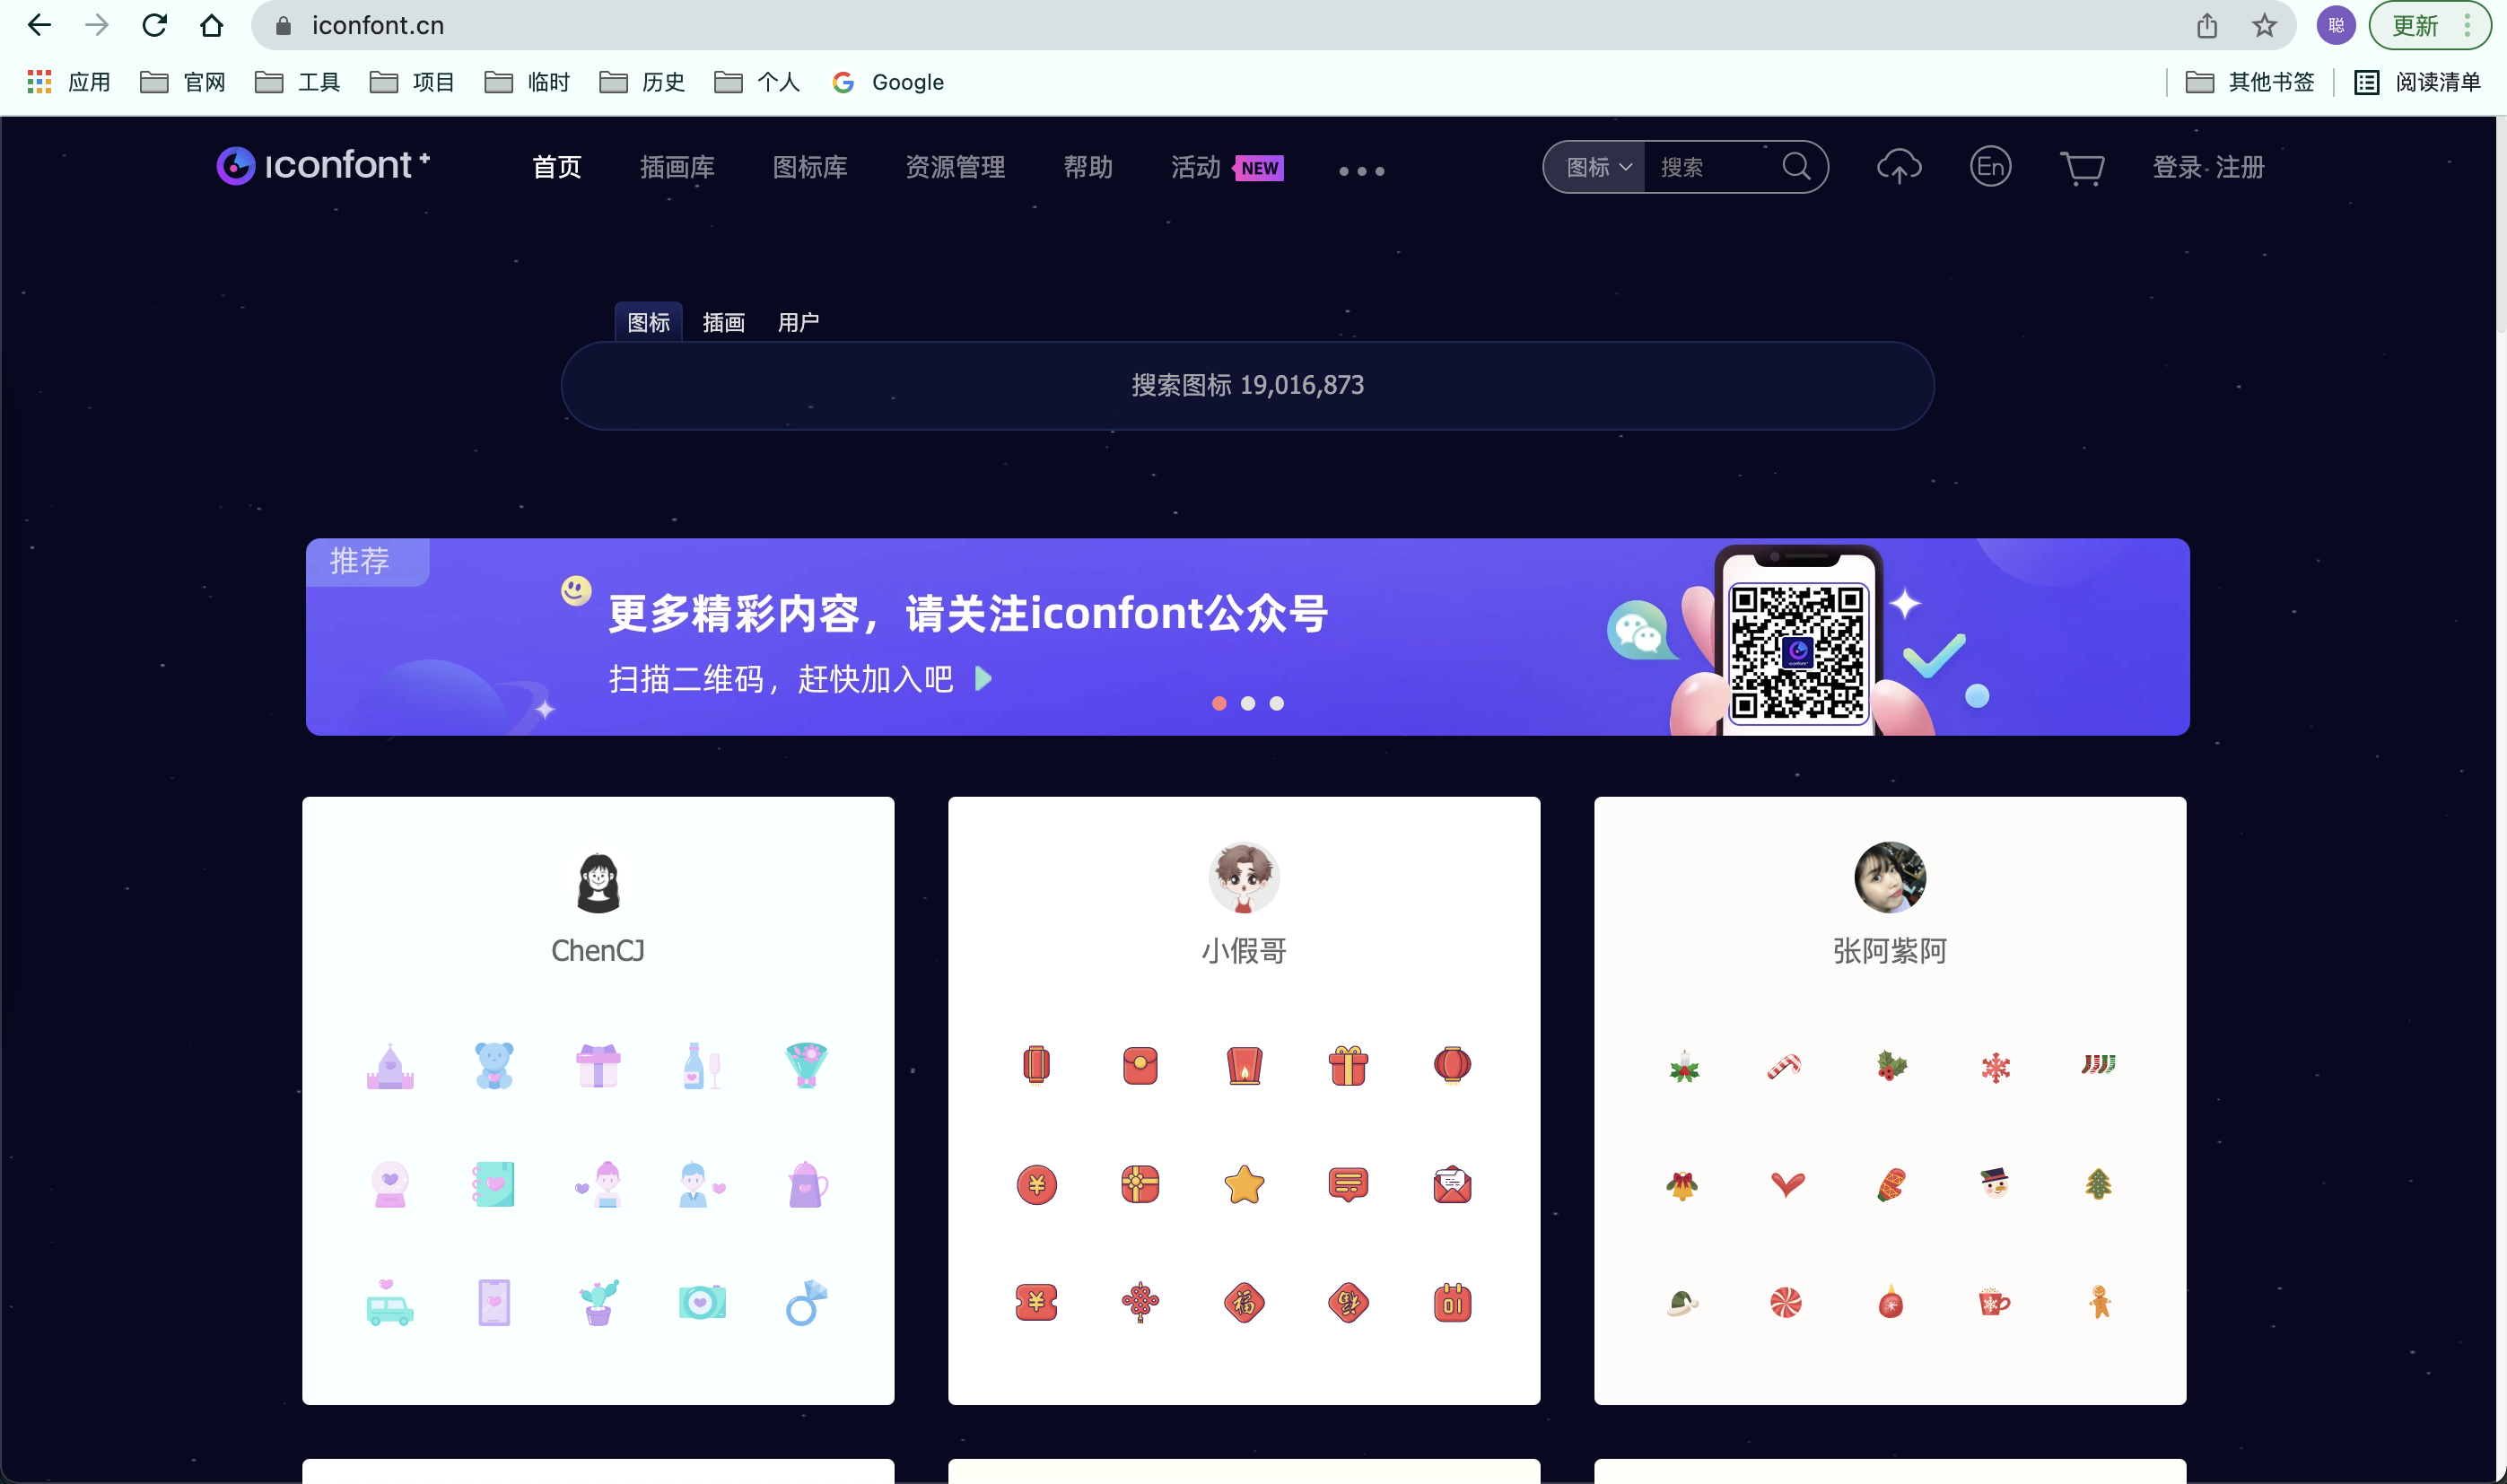 iconfont.cn
聪
更新
应用 官网 工具 项目 临时 历史 个人 Google 其他书签 阅读清单
iconfont+ 首页 插画库 图标库 资源管理 帮助 活动 NEW 图标 搜索 En 登录· 注册
图标 插画 用户
搜索图标 19,016,873
推荐
更多精彩内容，请关注iconfont公众号
扫描二维码，赶快加入吧
ChenCJ 小假哥 张阿紫阿
¥
¥ 福 01